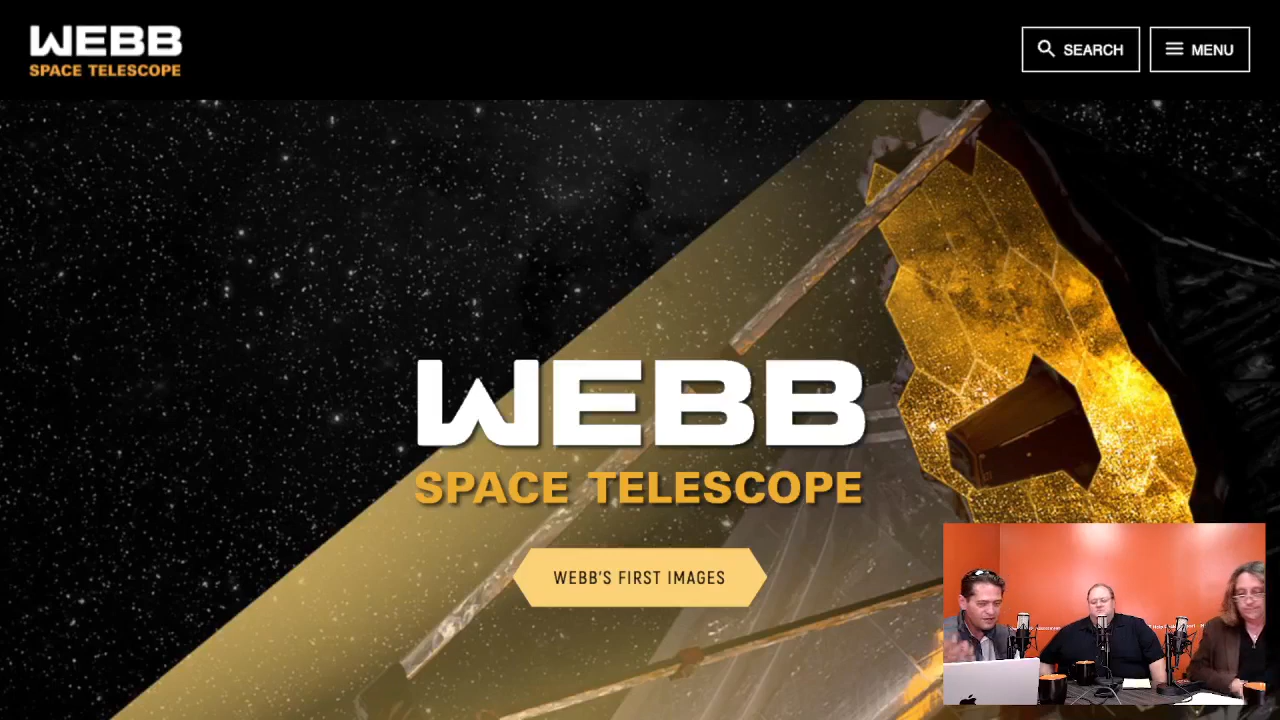 WEBB
SPACE TELESCOPE
SEARCH
MENU
WEBB
SPACE TELESCOPE
WEBB'S FIRST IMAGES